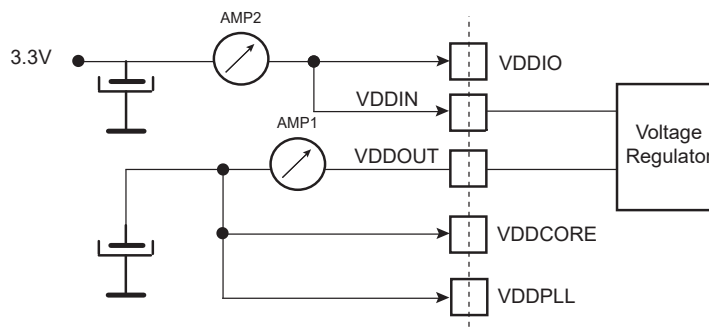 AMP2
3.3V
VDDIO
VDDIN
AMP1
VDDOUT
Voltage
Regulator
VDDCORE
VDDPLL